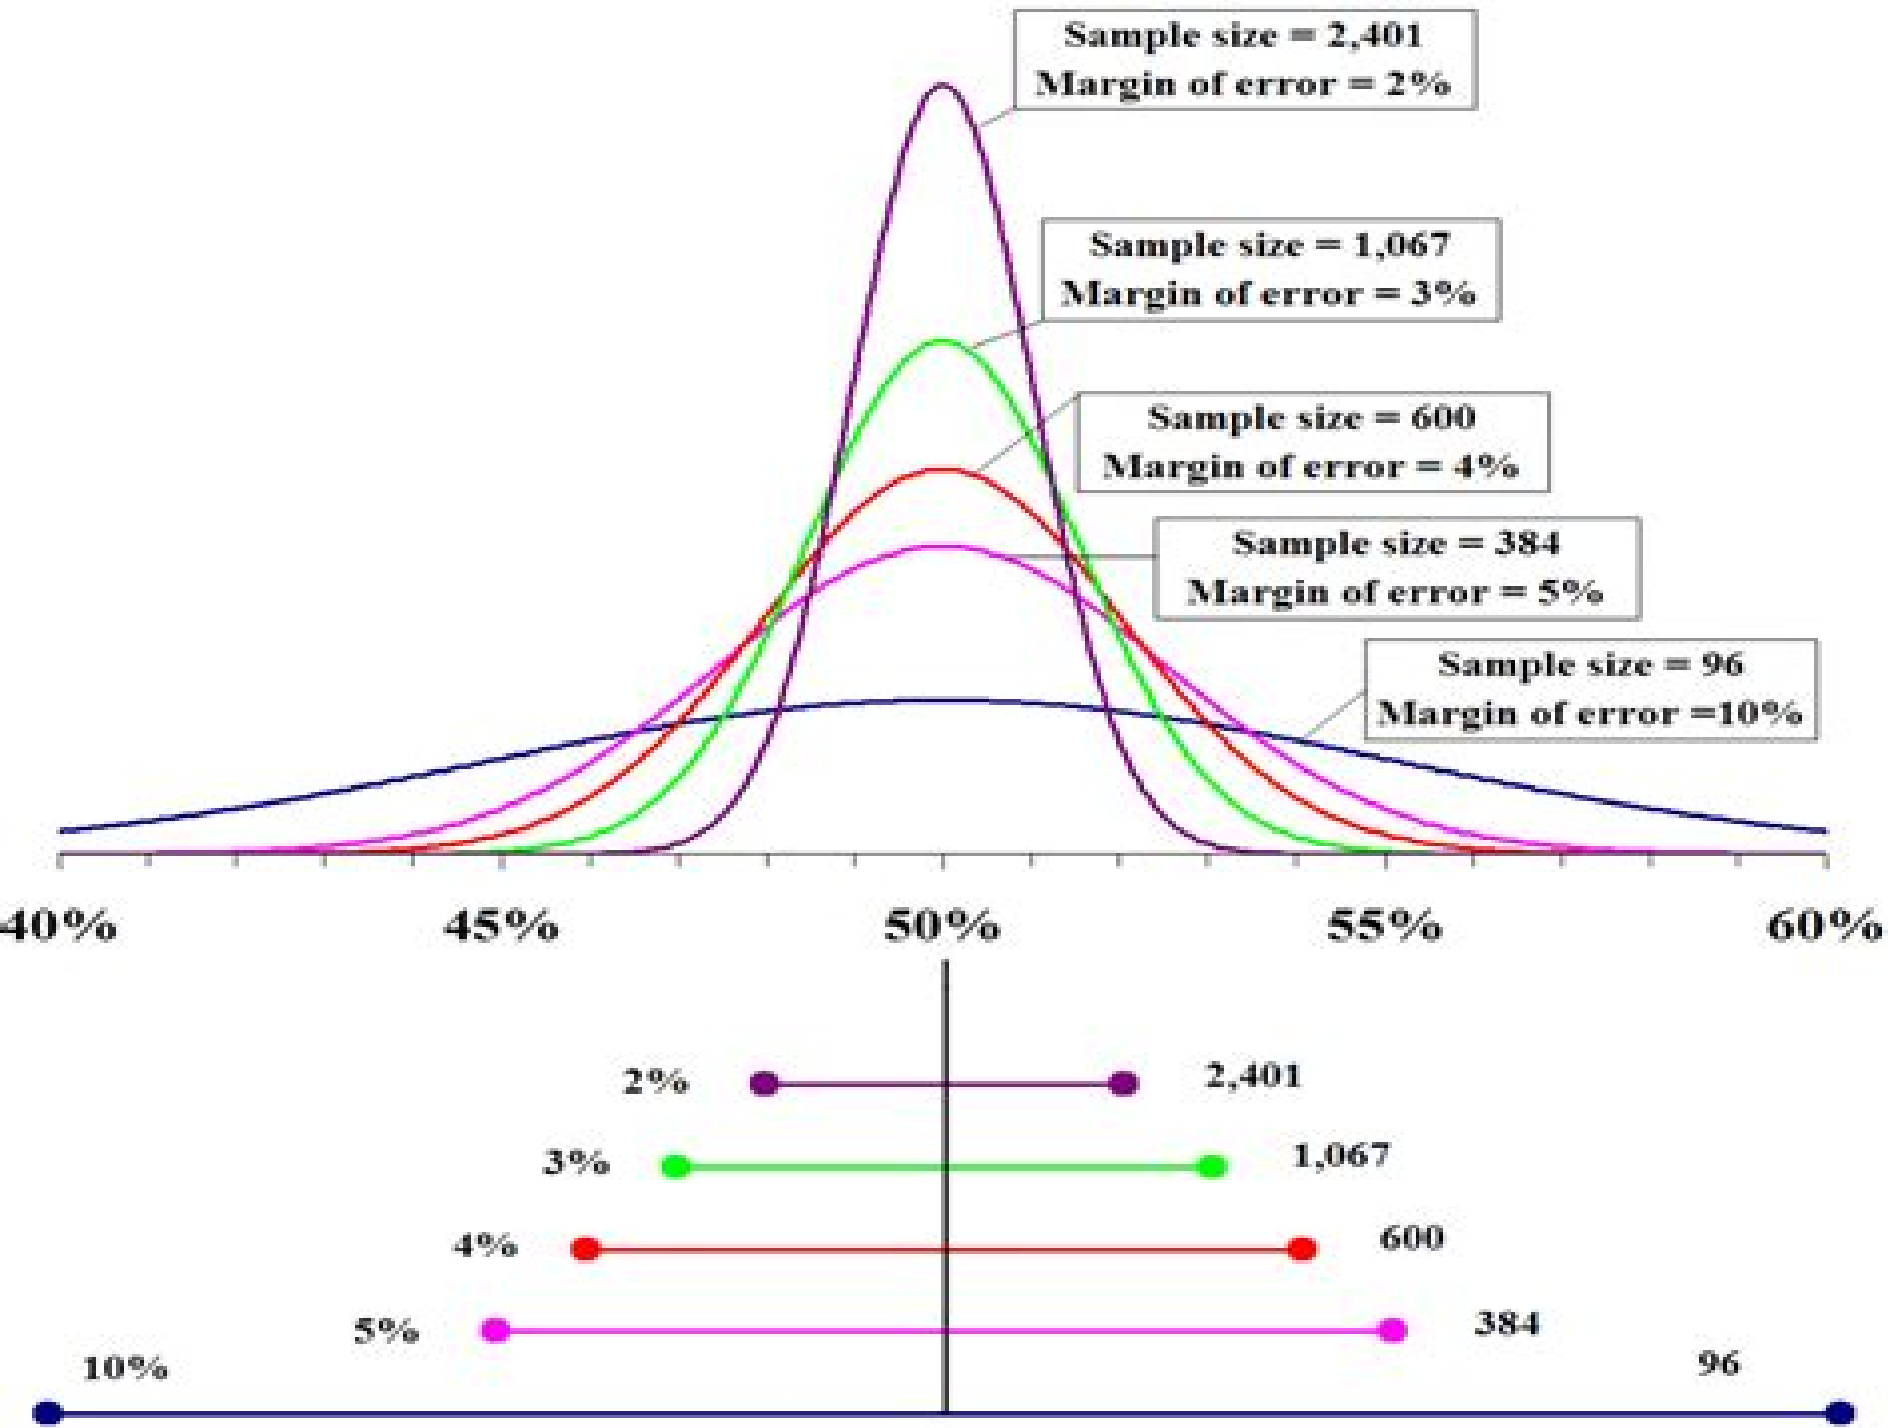 Sample size = 2,401
Margin of error = 2%
Sample size = 1,067
Margin of error = 3%
Sample size = 600
Margin of error = 4%
Sample size = 384
Margin of error = 5%
Sample size = 96
Margin of error =10%
40% 45% 50% 55% 60%
2% 2,401
3% 1,067
4% 600
5% 384
10% 96